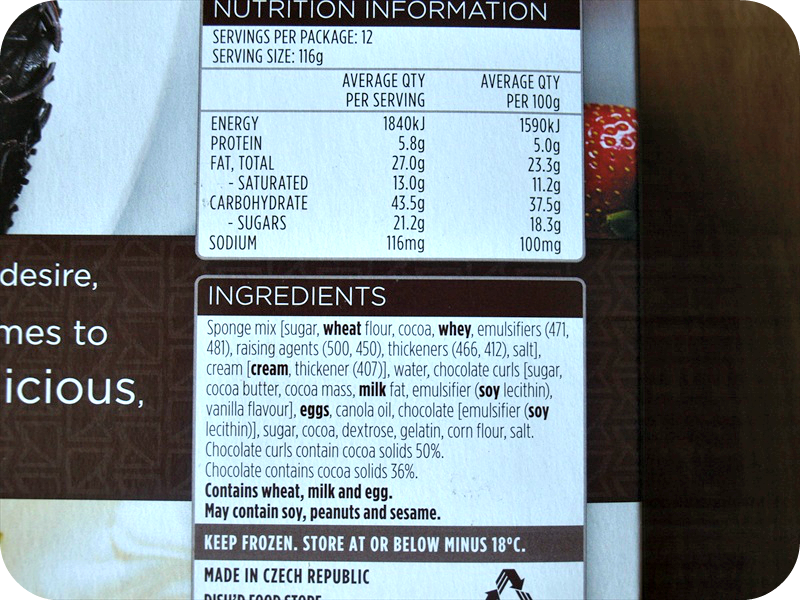 NUTRITION INFORMATION
SERVINGS PER PACKAGE: 12
SERVING SIZE: 116g
AVERAGE QTY PER SERVING AVERAGE QTY PER 100g
ENERGY 1840kJ 1590kJ
PROTEIN 5.8g 5.0g
FAT, TOTAL 27.0g 23.3g
- SATURATED 13.0g 11.2g
CARBOHYDRATE 43.5g 37.5g
- SUGARS 21.2g 18.3g
SODIUM 116mg 100mg
desire,
mes to
icious,
INGREDIENTS
Sponge mix [sugar, wheat flour, cocoa, whey, emulsifiers (471,
481), raising agents (500, 450), thickeners (466, 412), salt],
cream [cream, thickener (407)], water, chocolate curls [sugar,
cocoa butter, cocoa mass, milk fat, emulsifier (soy lecithin),
vanilla flavour], eggs, canola oil, chocolate [emulsifier (soy
lecithin)], sugar, cocoa, dextrose, gelatin, corn flour, salt.
Chocolate curls contain cocoa solids 50%.
Chocolate contains cocoa solids 36%.
Contains wheat, milk and egg.
May contain soy, peanuts and sesame.
KEEP FROZEN. STORE AT OR BELOW MINUS 18°C.
MADE IN CZECH REPUBLIC
DISH'D FOOD STORE